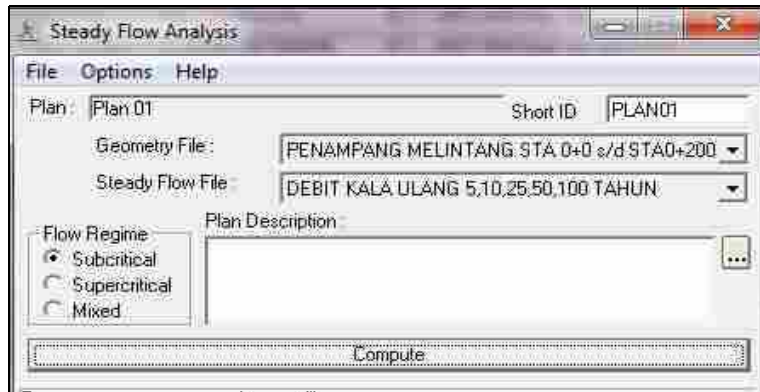 Steady Flow Analysis
File Options Help
Plan: Plan 01 Short ID PLAN01
Geometry File: PENAMPANG MELINTANG STA 0+0 s/d STA0+200
Steady Flow File: DEBIT KALA ULANG 5,10,25,50,100 TAHUN
Flow Regime
Plan Description:
Subcritical
Supercritical
Mixed
...
Compute